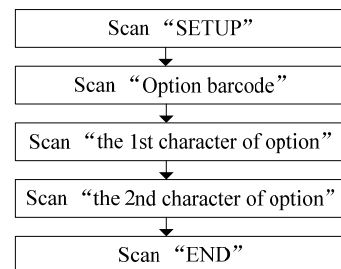 Scan “SETUP”
Scan “Option barcode”
Scan “the 1st character of option”
Scan “the 2nd character of option”
Scan “END”